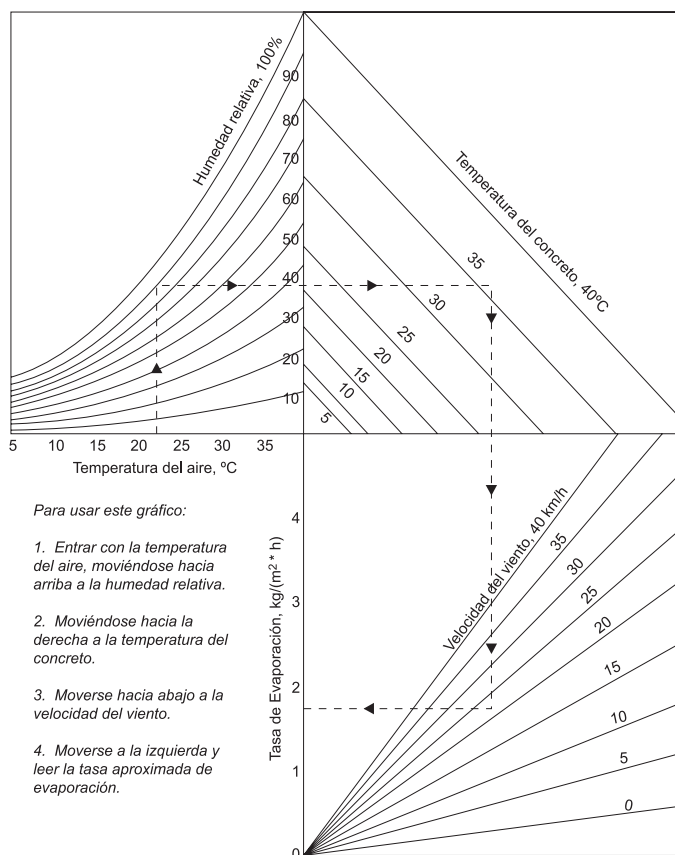 Humedad relativa, 100%
90
80
70
60
50
40
30
20
10
Temperatura del concreto, 40ºC
35
30
25
20
15
10
5
5 10 15 20 25 30 35
Temperatura del aire, ºC
Para usar este gráfico:
1. Entrar con la temperatura
del aire, moviéndose hacia
arriba a la humedad relativa.
2. Moviéndose hacia la
derecha a la temperatura del
concreto.
3. Moverse hacia abajo a la
velocidad del viento.
4. Moverse a la izquierda y
leer la tasa aproximada de
evaporación.
Tasa de Evaporación, kg/(m² * h)
4
3
2
1
0
Velocidad del viento, 40 km/h
35
30
25
20
15
10
5
0